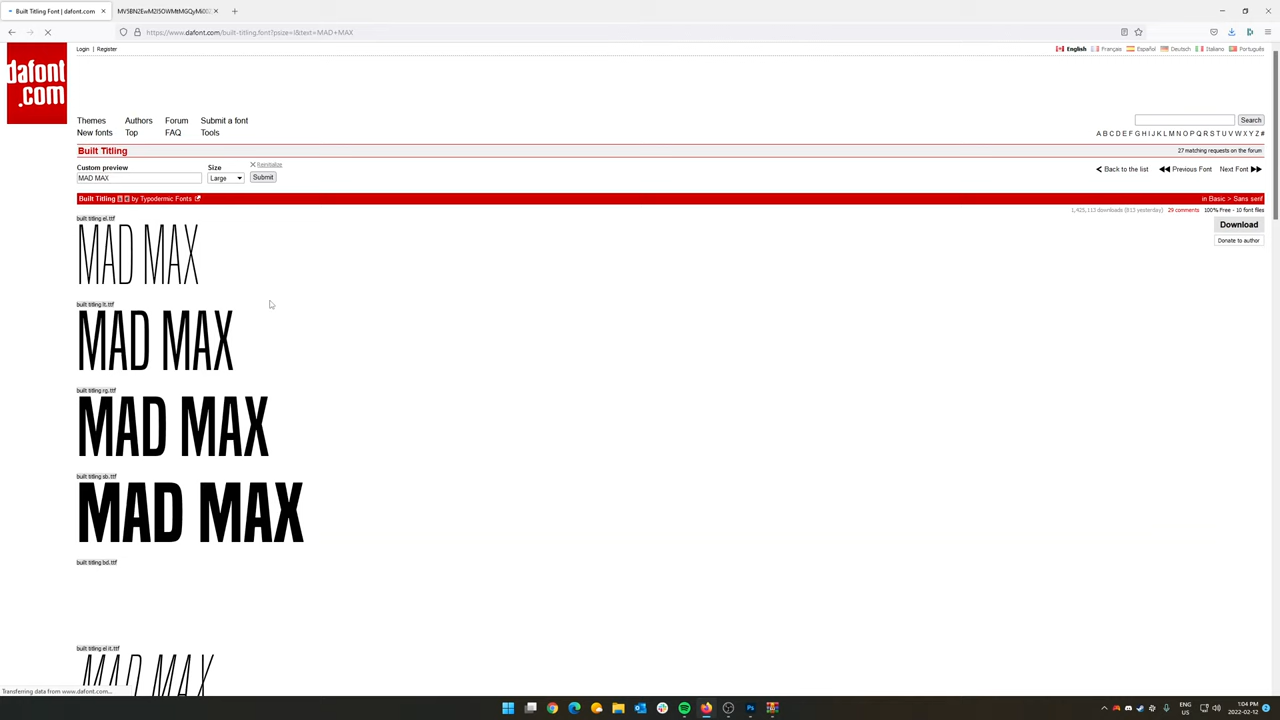 Built Titling Font | dafont.com
https://www.dafont.com/built-titling.font?psize=l&text=MAD+MAX
dafont
.com
Login | Register
English Français Español Deutsch Italiano Português
Themes Authors Forum Submit a font
New fonts Top FAQ Tools
Search
A B C D E F G H I J K L M N O P Q R S T U V W X Y Z #
Built Titling
27 matching requests on the forum
Custom preview Size Reinitialize
MAD MAX Large Submit
Back to the list Previous Font Next Font
Built Titling by Typodermic Fonts in Basic > Sans serif
downloads 29 comments 100% Free - 10 font files
Download
Donate to author
built titling el.ttf
MAD MAX
built titling lt.ttf
MAD MAX
built titling rg.ttf
MAD MAX
built titling sb.ttf
MAD MAX
built titling bd.ttf
built titling el it.ttf
MAD MAX
Transferring data from www.dafont.com...
ENG
US
1:04 PM
2022-02-12